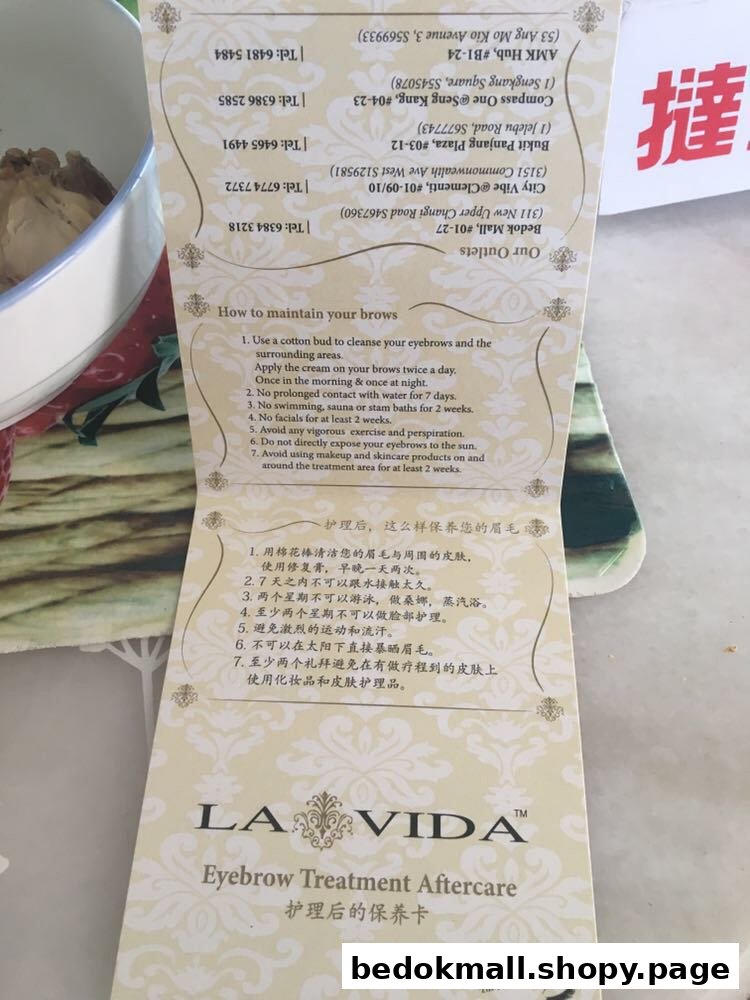 Our Outlets
Bedok Mall, #01-27 | Tel: 6384 3218
(311 New Upper Changi Road S467360)
City Vibe @Clementi, #01-09/10 | Tel: 6774 7372
(3151 Commonwealth Ave West S129581)
Bukit Panjang Plaza, #03-12 | Tel: 6465 4491
(1 Jelebu Road, S677743)
Compass One @Seng Kang, #04-23 | Tel: 6386 2585
(1 Sengkang Square, S545078)
AMK Hub, #B1-24 | Tel: 6481 5484
(53 Ang Mo Kio Avenue 3, S569933)
撻
How to maintain your brows
1. Use a cotton bud to cleanse your eyebrows and the
surrounding areas.
Apply the cream on your brows twice a day.
Once in the morning & once at night.
2. No prolonged contact with water for 7 days.
3. No swimming, sauna or stam baths for 2 weeks.
4. No facials for at least 2 weeks.
5. Avoid any vigorous exercise and perspiration.
6. Do not directly expose your eyebrows to the sun.
7. Avoid using makeup and skincare products on and
around the treatment area for at least 2 weeks.
护理后，这么样保养您的眉毛
1. 用棉花棒清洁您的眉毛与周围的皮肤，
使用修复膏，早晚一天两次。
2. 7 天之内不可以跟水接触太久。
3. 两个星期不可以游泳，做桑娜，蒸汽浴。
4. 至少两个星期不可以做脸部护理。
5. 避免激烈的运动和流汗。
6. 不可以在太阳下直接暴晒眉毛。
7. 至少两个礼拜避免在有做疗程到的皮肤上
使用化妆品和皮肤护理品。
LA VIDA™
Eyebrow Treatment Aftercare
护理后的保养卡
bedokmall.shopy.page